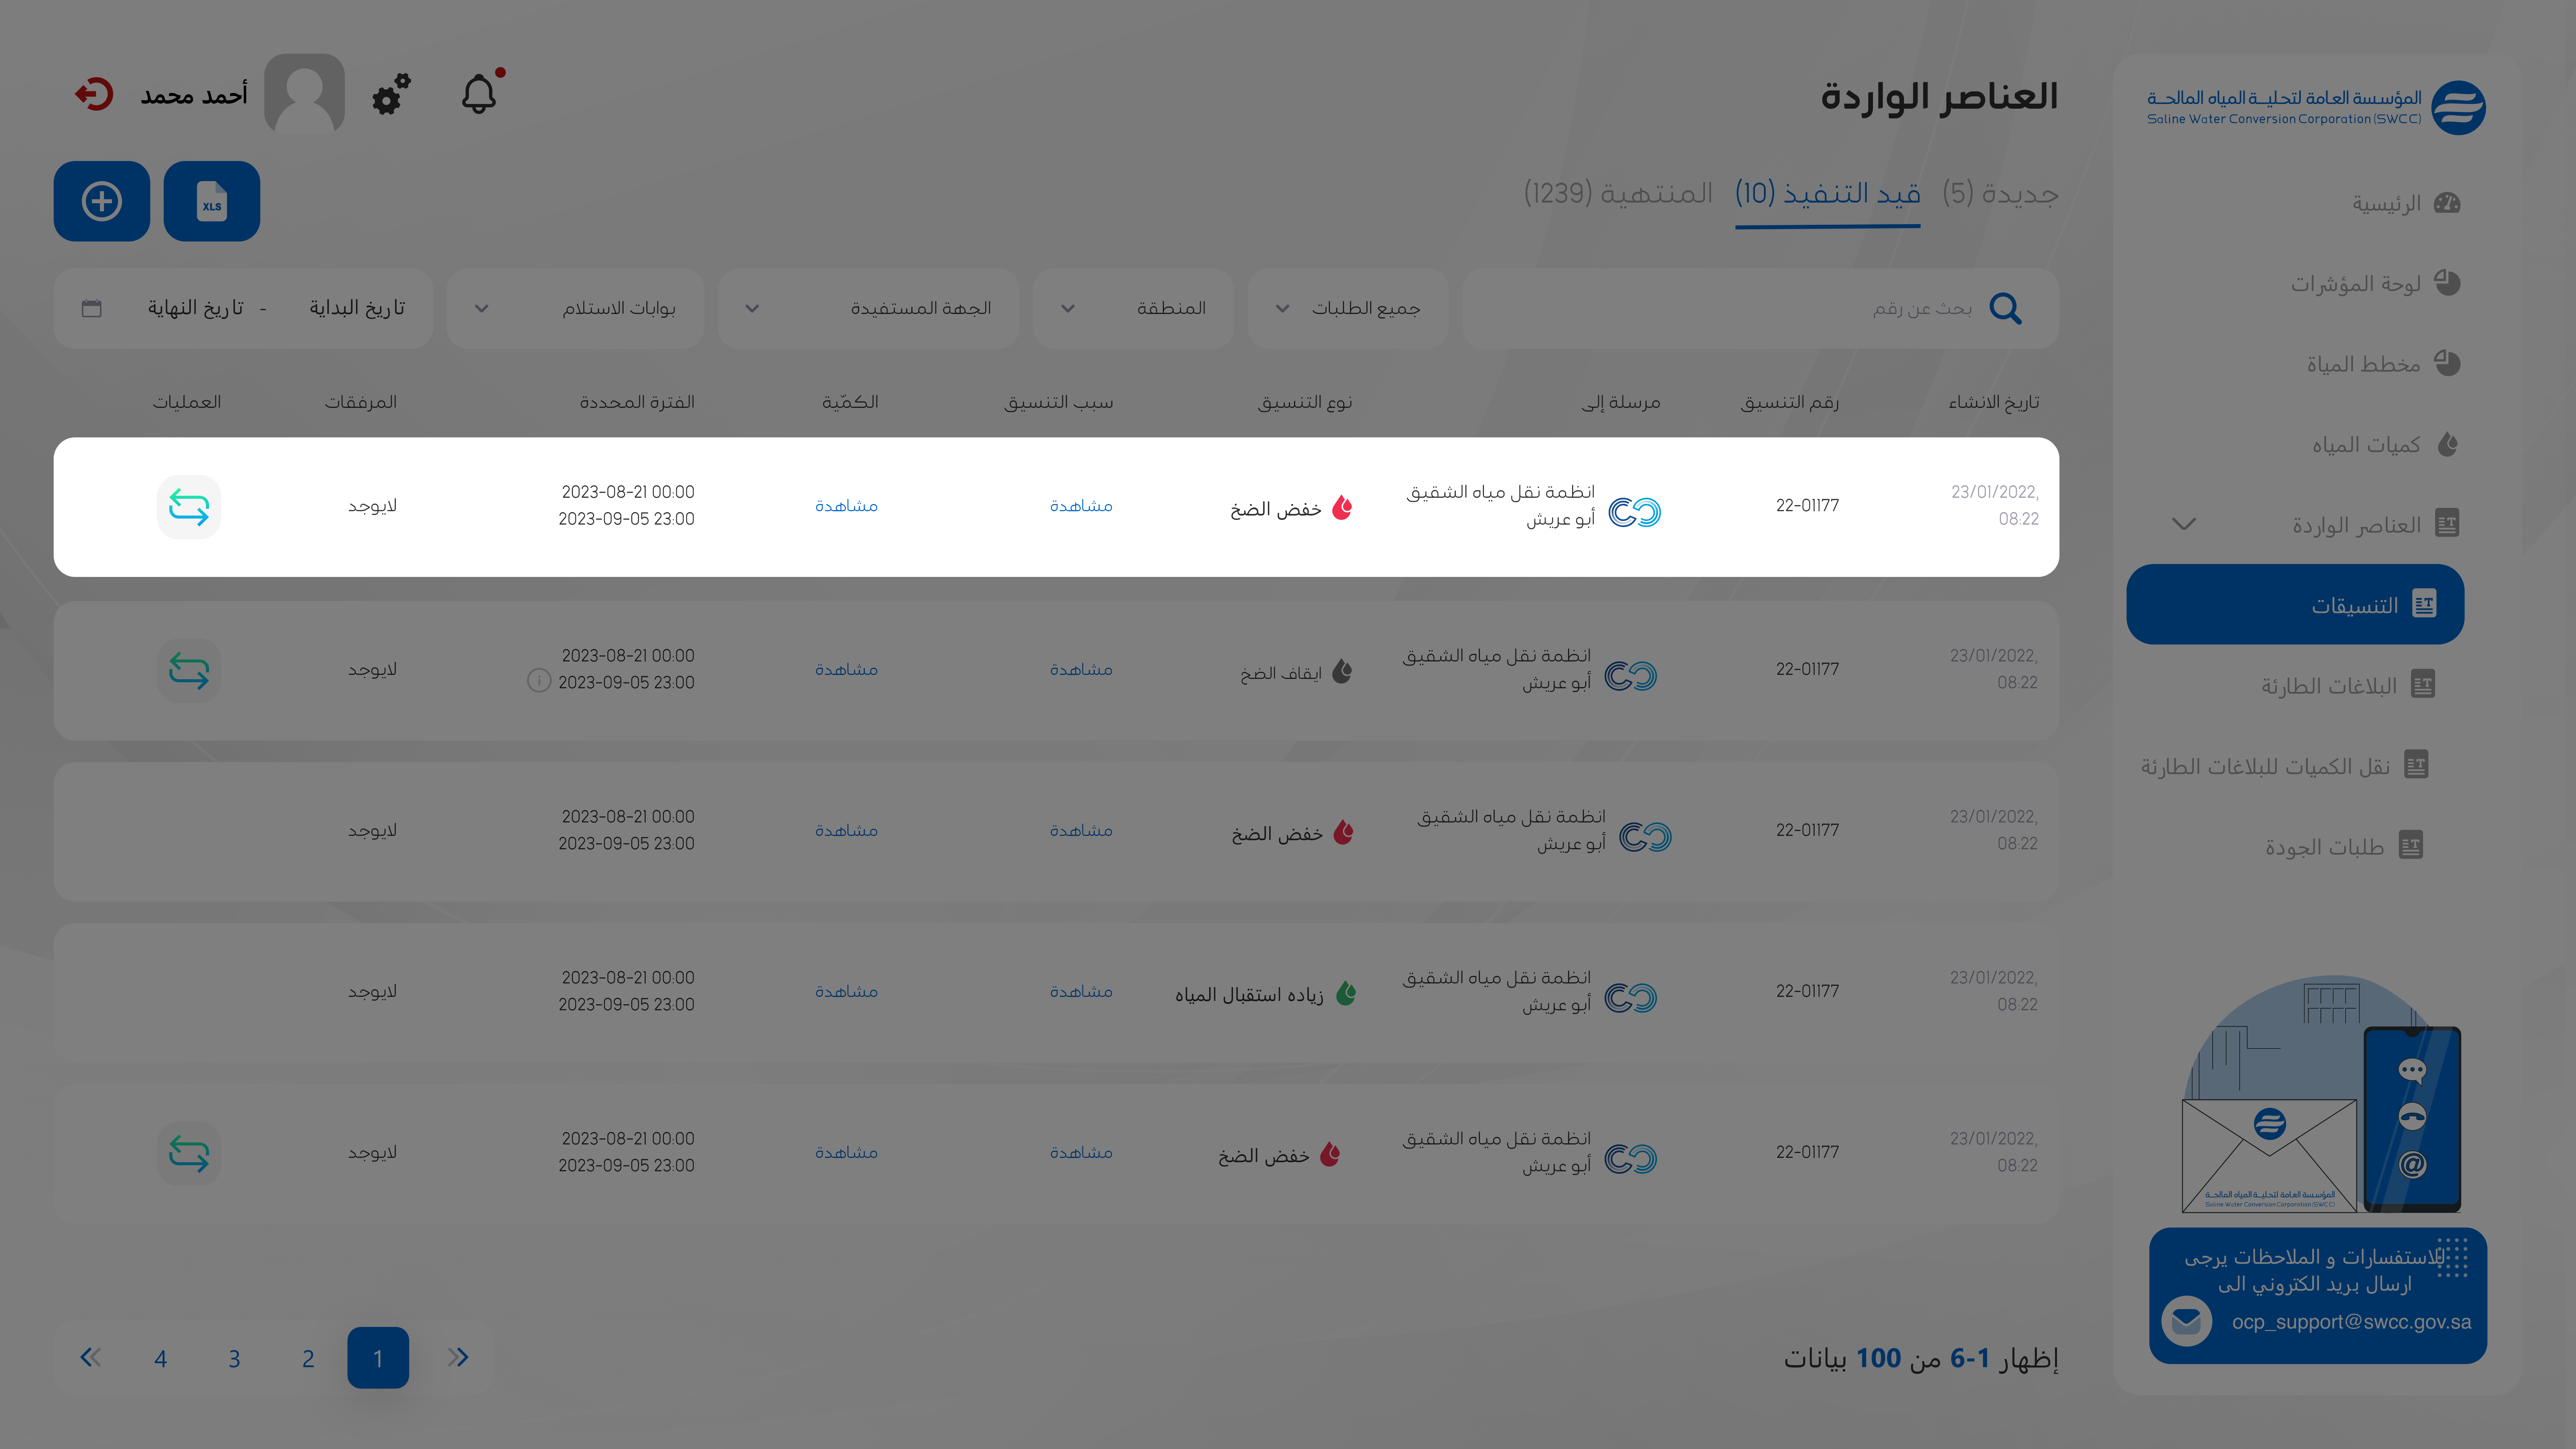 المؤسسة العامة لتحلية المياه المالحة
Saline Water Conversion Corporation (SWCC)
الرئيسية
لوحة المؤشرات
مخطط المياة
كميات المياه
العناصر الواردة
التنسيقات
البلاغات الطارئة
نقل الكميات للبلاغات الطارئة
طلبات الجودة
المؤسسة العامة لتحلية المياه المالحة
Saline Water Conversion Corporation (SWCC)
للاستفسارات و الملاحظات يرجى
ارسال بريد الكتروني الى
ocp_support@swcc.gov.sa
العناصر الواردة
أحمد محمد
جديدة (5) قيد التنفيذ (10) المنتهية (1239)
XLS
بحث عن رقم
جميع الطلبات
المنطقة
الجهة المستفيدة
بوابات الاستلام
تاريخ البداية - تاريخ النهاية
تاريخ الانشاء رقم التنسيق مرسلة إلى نوع التنسيق سبب التنسيق الكمّية الفترة المحددة المرفقات العمليات
23/01/2022,
08:22
22-01177
انظمة نقل مياه الشقيق
أبو عريش
خفض الضخ
مشاهدة
مشاهدة
2023-08-21 00:00
2023-09-05 23:00
لايوجد
23/01/2022,
08:22
22-01177
انظمة نقل مياه الشقيق
أبو عريش
ايقاف الضخ
مشاهدة
مشاهدة
2023-08-21 00:00
2023-09-05 23:00
لايوجد
23/01/2022,
08:22
22-01177
انظمة نقل مياه الشقيق
أبو عريش
خفض الضخ
مشاهدة
مشاهدة
2023-08-21 00:00
2023-09-05 23:00
لايوجد
23/01/2022,
08:22
22-01177
انظمة نقل مياه الشقيق
أبو عريش
زياده استقبال المياه
مشاهدة
مشاهدة
2023-08-21 00:00
2023-09-05 23:00
لايوجد
23/01/2022,
08:22
22-01177
انظمة نقل مياه الشقيق
أبو عريش
خفض الضخ
مشاهدة
مشاهدة
2023-08-21 00:00
2023-09-05 23:00
لايوجد
إظهار 1-6 من 100 بيانات
1 2 3 4